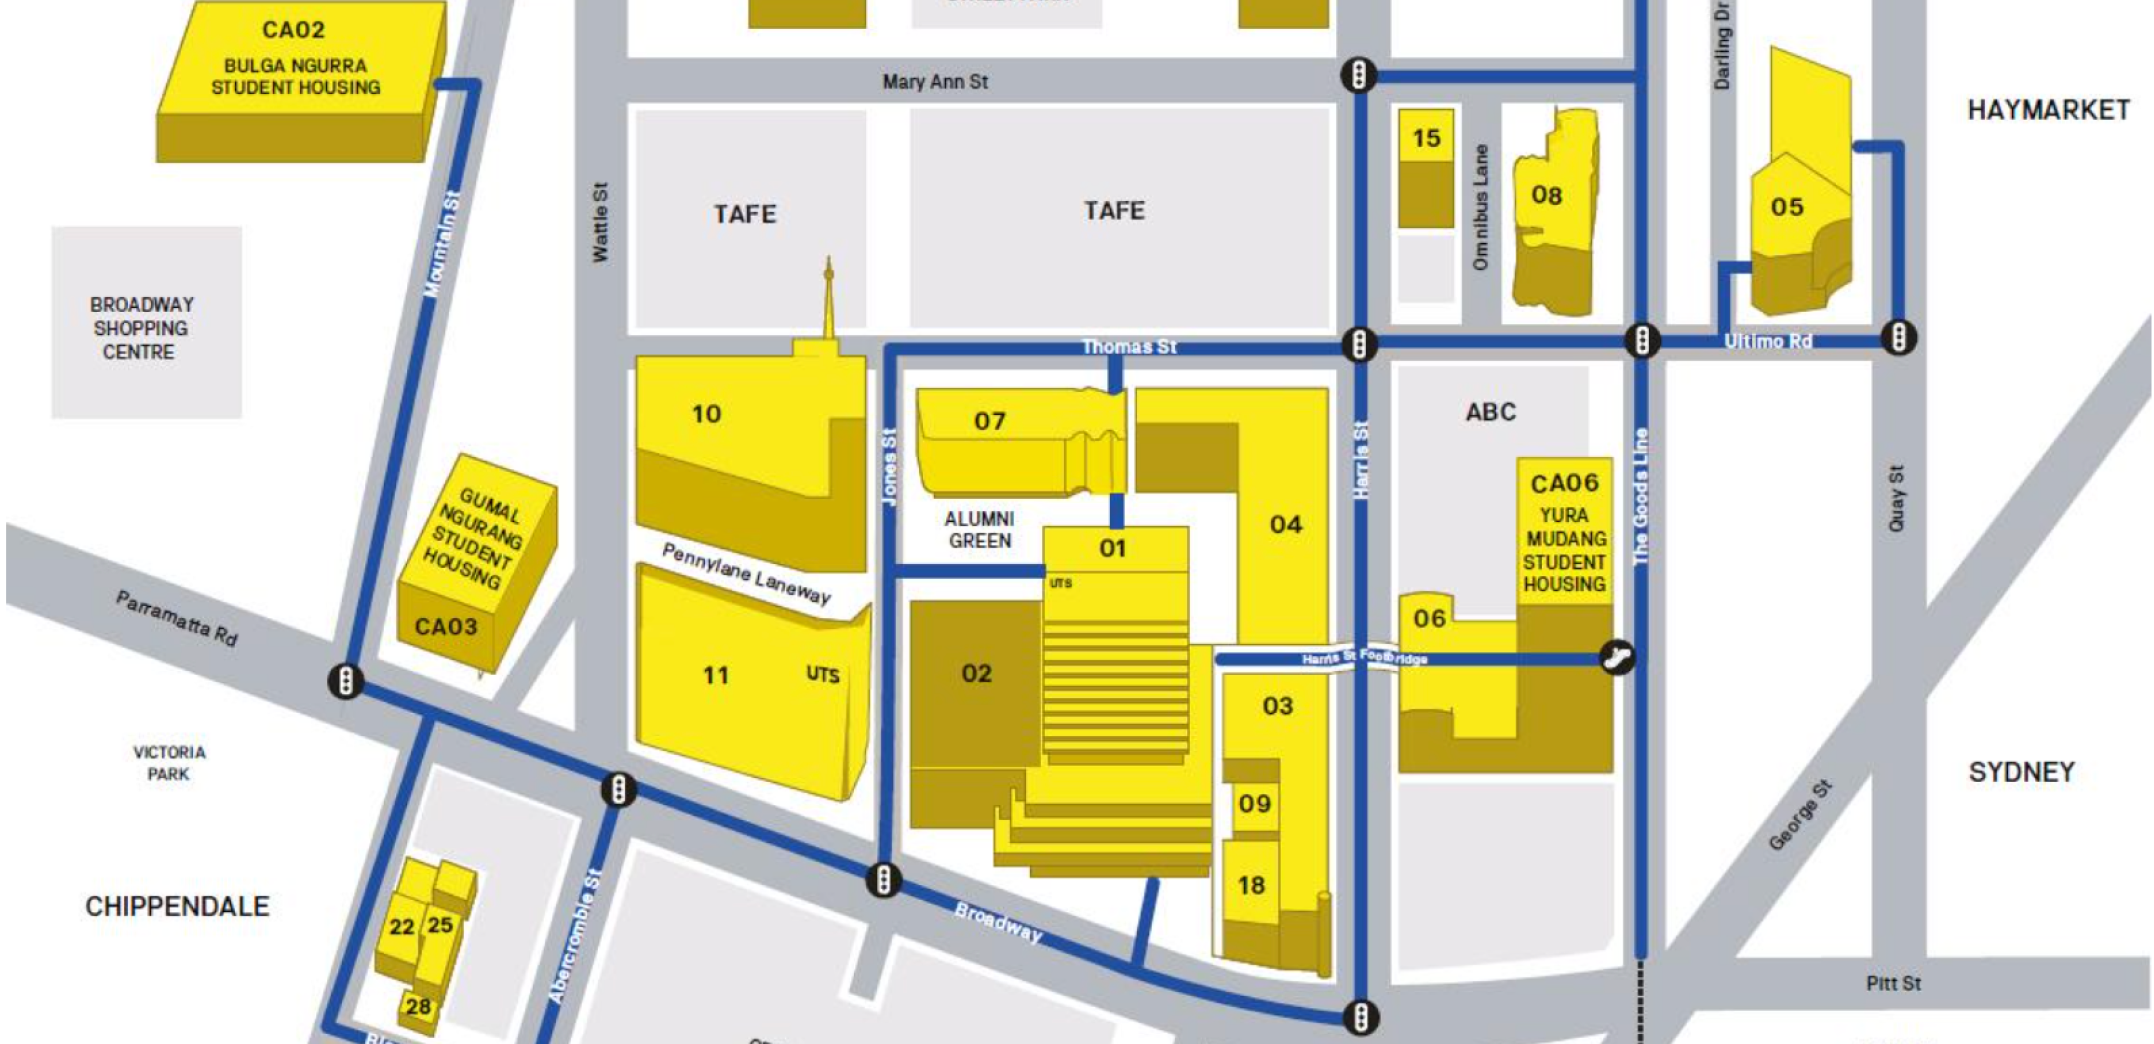 CA02
BULGA NGURRA
STUDENT HOUSING
Mary Ann St
Darling Dr
HAYMARKET
15
08
05
Omnibus Lane
TAFE
TAFE
Wattle St
Mountain St
BROADWAY
SHOPPING
CENTRE
Thomas St
Ultimo Rd
10
07
ABC
Jones St
Harris St
The Goods Line
Quay St
CA06
YURA
MUDANG
STUDENT
HOUSING
GUMAL
NGURANG
STUDENT
HOUSING
CA03
ALUMNI
GREEN
04
01
UTS
Pennylane Laneway
Parramatta Rd
06
Harris St Footbridge
11
UTS
02
03
VICTORIA
PARK
SYDNEY
09
George St
18
CHIPPENDALE
22
25
28
Abercrombie St
Broadway
Pitt St